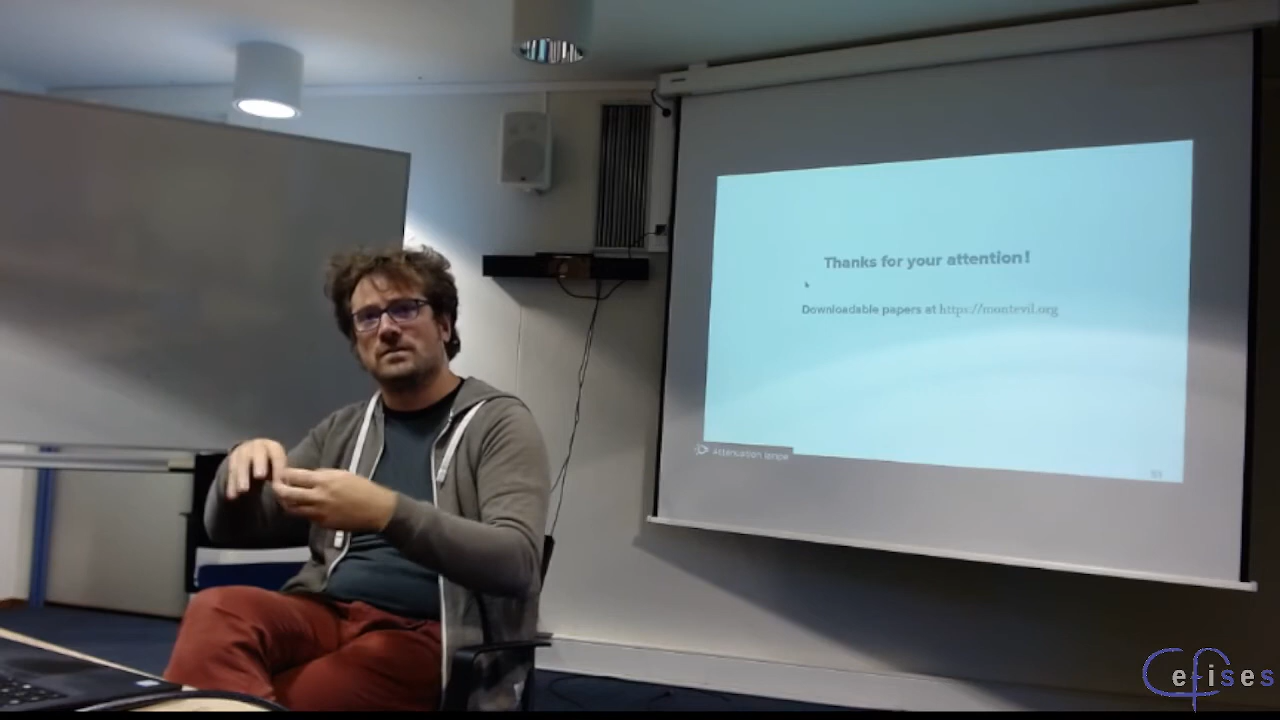 Thanks for your attention!
Downloadable papers at https://montevil.org
Cefises